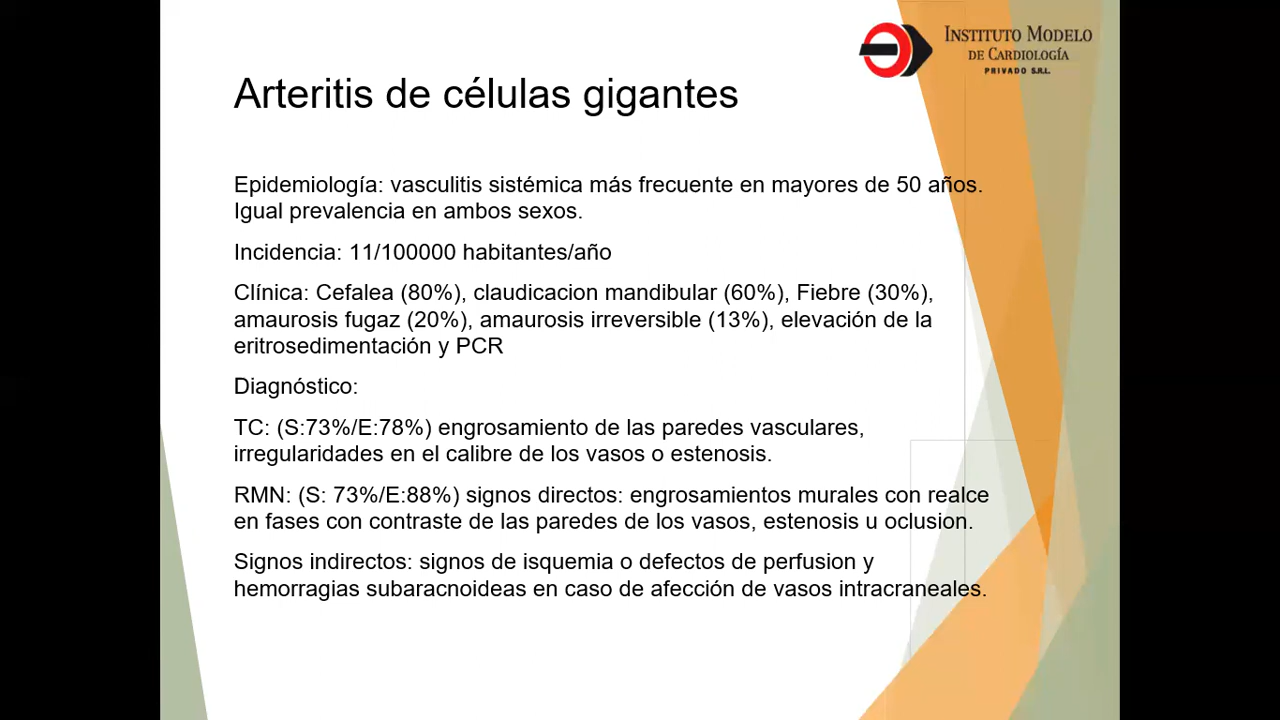 INSTITUTO MODELO
DE CARDIOLOGÍA
PRIVADO S.R.L.
Arteritis de células gigantes
Epidemiología: vasculitis sistémica más frecuente en mayores de 50 años.
Igual prevalencia en ambos sexos.
Incidencia: 11/100000 habitantes/año
Clínica: Cefalea (80%), claudicacion mandibular (60%), Fiebre (30%),
amaurosis fugaz (20%), amaurosis irreversible (13%), elevación de la
eritrosedimentación y PCR
Diagnóstico:
TC: (S:73%/E:78%) engrosamiento de las paredes vasculares,
irregularidades en el calibre de los vasos o estenosis.
RMN: (S: 73%/E:88%) signos directos: engrosamientos murales con realce
en fases con contraste de las paredes de los vasos, estenosis u oclusion.
Signos indirectos: signos de isquemia o defectos de perfusion y
hemorragias subaracnoideas en caso de afección de vasos intracraneales.